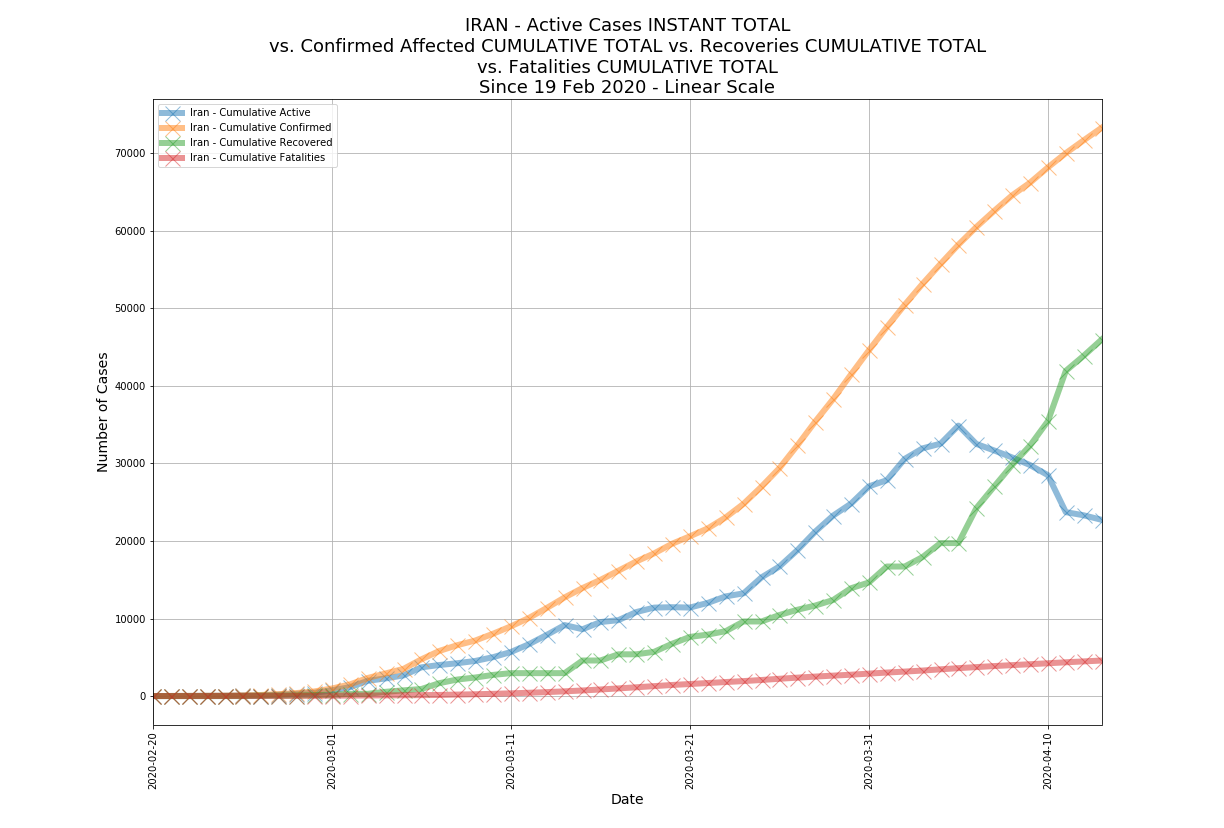 IRAN - Active Cases INSTANT TOTAL
vs. Confirmed Affected CUMULATIVE TOTAL vs. Recoveries CUMULATIVE TOTAL
vs. Fatalities CUMULATIVE TOTAL
Since 19 Feb 2020 - Linear Scale
Iran - Cumulative Active
Iran - Cumulative Confirmed
Iran - Cumulative Recovered
Iran - Cumulative Fatalities
Number of Cases
70000
60000
50000
40000
30000
20000
10000
0
2020-02-20
2020-03-01
2020-03-11
2020-03-21
2020-03-31
2020-04-10
Date